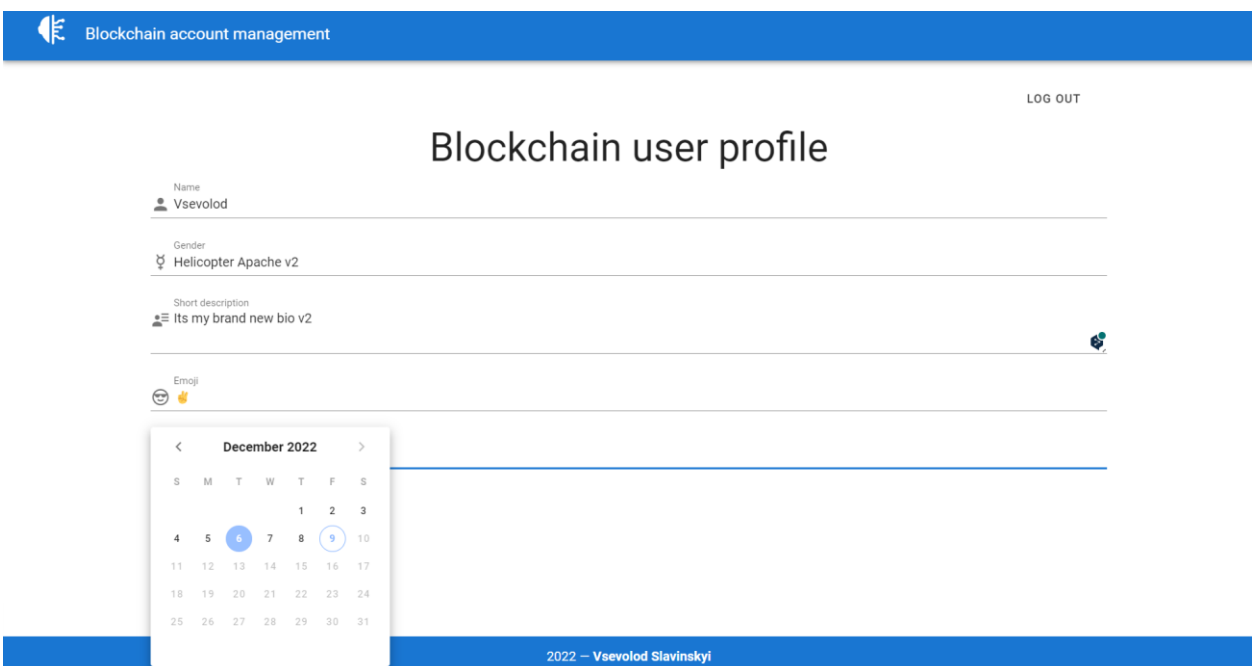 Blockchain account management
LOG OUT
Blockchain user profile
Name
Vsevolod
Gender
Helicopter Apache v2
Short description
Its my brand new bio v2
Emoji
✌
December 2022
S M T W T F S
1 2 3
4 5 6 7 8 9 10
11 12 13 14 15 16 17
18 19 20 21 22 23 24
25 26 27 28 29 30 31
2022 — Vsevolod Slavinskyi